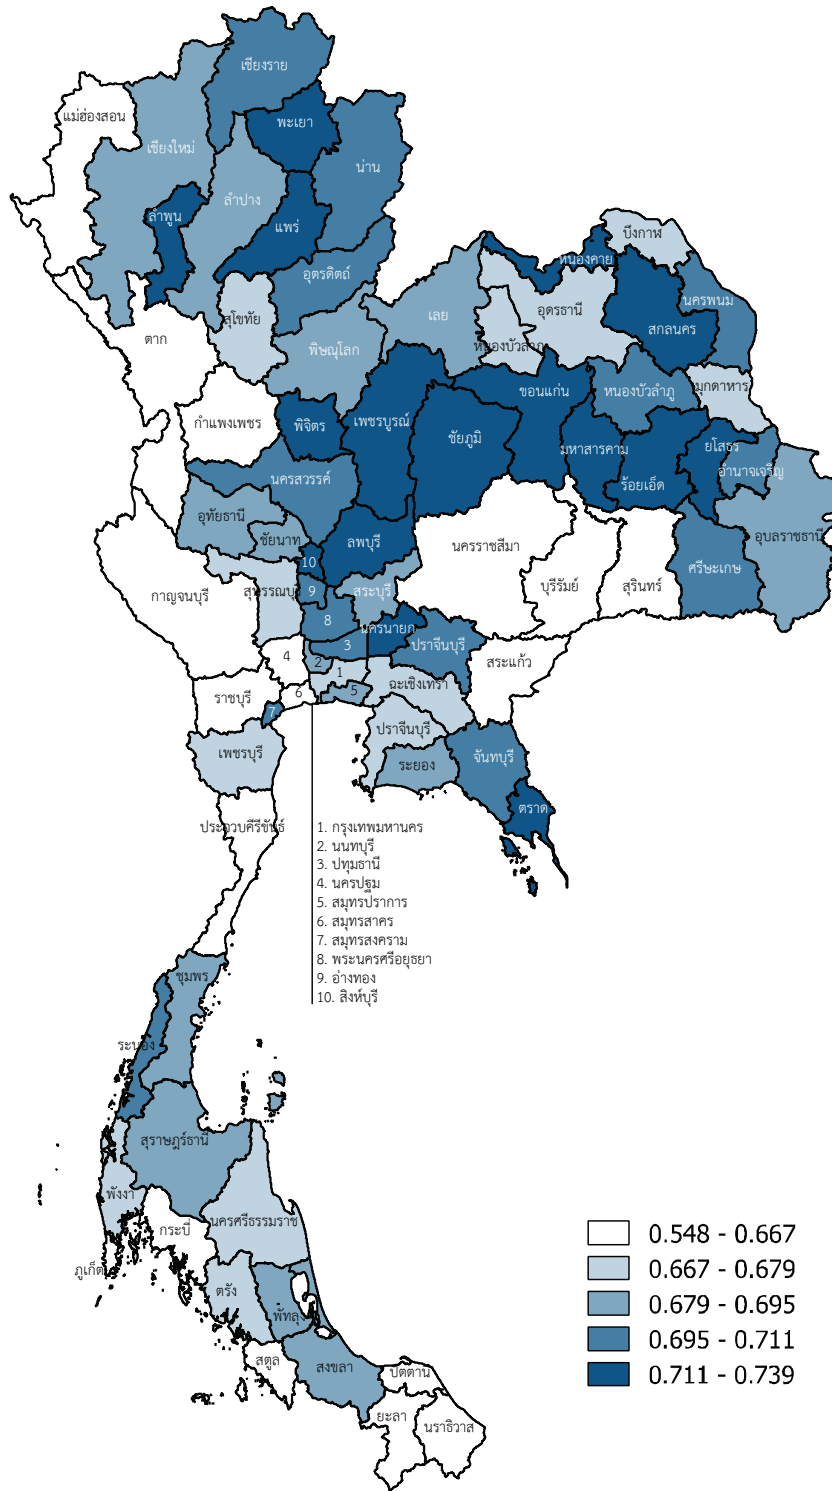 เชียงราย
แม่ฮ่องสอน
พะเยา
เชียงใหม่
น่าน
ลำปาง
ลำพูน
แพร่
บึงกาฬ
หนองคาย
อุตรดิตถ์
นครพนม
อุดรธานี
เลย
สุโขทัย
สกลนคร
ตาก
หนองบัวลำภู
พิษณุโลก
มุกดาหาร
ขอนแก่น
หนองบัวลำภู
กำแพงเพชร
พิจิตร
เพชรบูรณ์
ชัยภูมิ
มหาสารคาม
ยโสธร
อำนาจเจริญ
นครสวรรค์
ร้อยเอ็ด
อุทัยธานี
ชัยนาท
อุบลราชธานี
ลพบุรี
นครราชสีมา
10
ศรีษะเกษ
บุรีรัมย์
สุรินทร์
กาญจนบุรี
สุพรรณบุรี
9
สระบุรี
8
นครนายก
3
ปราจีนบุรี
4
2
1
สระแก้ว
ฉะเชิงเทรา
ราชบุรี
6
5
7
ปราจีนบุรี
เพชรบุรี
ระยอง
จันทบุรี
ตราด
ประจวบคีรีขันธ์
1. กรุงเทพมหานคร
2. นนทบุรี
3. ปทุมธานี
4. นครปฐม
5. สมุทรปราการ
6. สมุทรสาคร
7. สมุทรสงคราม
8. พระนครศรีอยุธยา
9. อ่างทอง
10. สิงห์บุรี
ชุมพร
ระนอง
สุราษฎร์ธานี
พังงา
นครศรีธรรมราช
กระบี่
ภูเก็ต
ตรัง
พัทลุง
สตูล
สงขลา
ปัตตาน
ยะลา
นราธิวาส
0.548 - 0.667
0.667 - 0.679
0.679 - 0.695
0.695 - 0.711
0.711 - 0.739